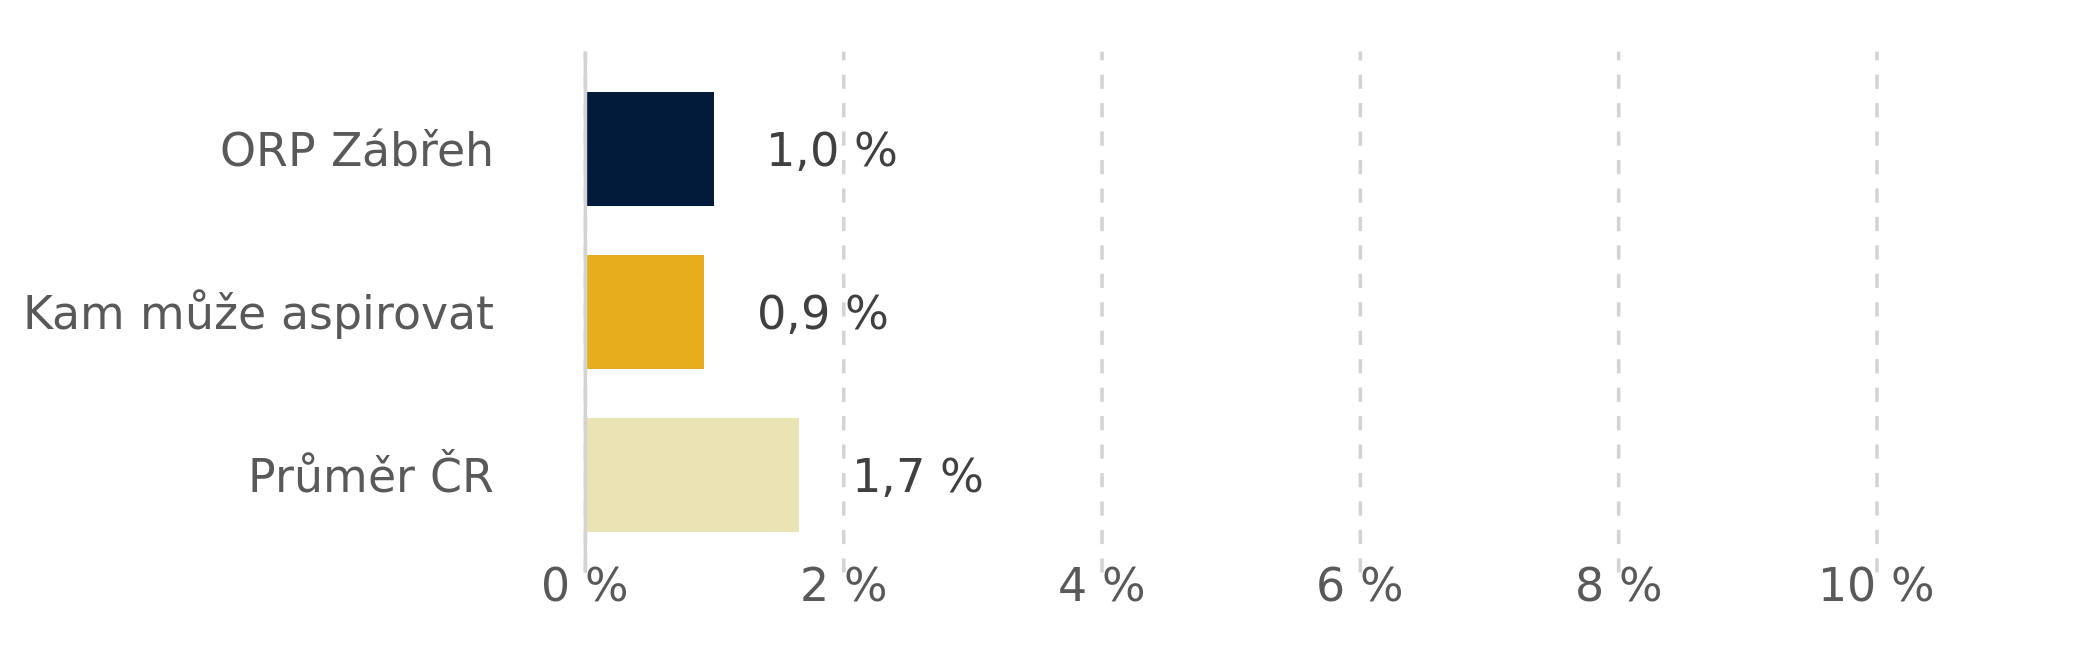 ORP Zábřeh 1,0 %
Kam může aspirovat 0,9 %
Průměr ČR 1,7 %
0 % 2 % 4 % 6 % 8 % 10 %